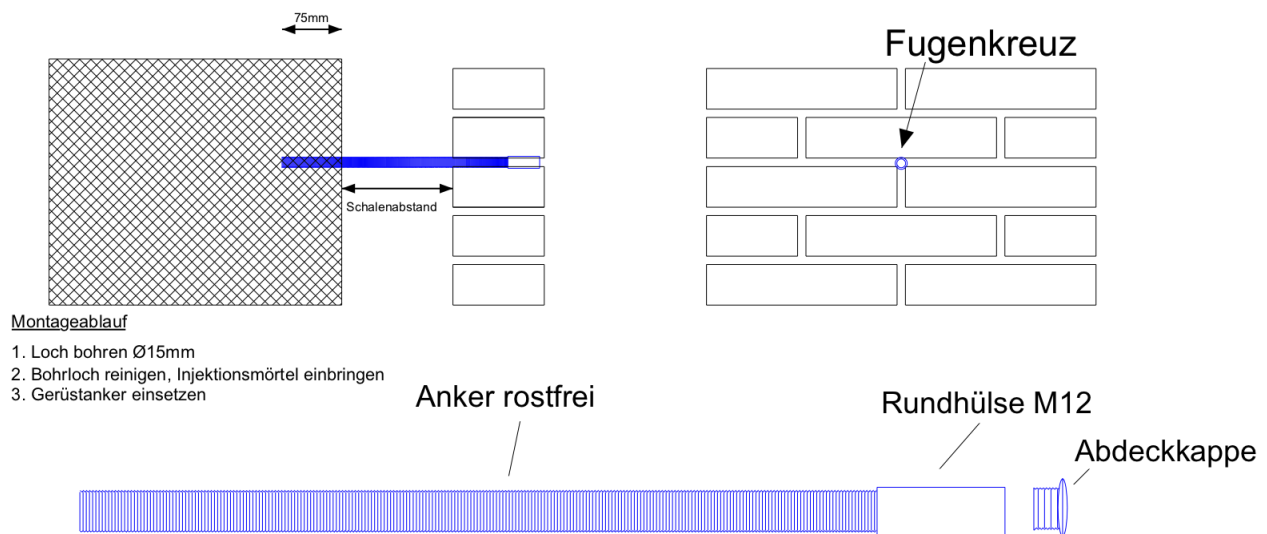 75mm
Fugenkreuz
Schalenabstand
Montageablauf
1. Loch bohren Ø15mm
2. Bohrloch reinigen, Injektionsmörtel einbringen
3. Gerüstanker einsetzen
Anker rostfrei
Rundhülse M12
Abdeckkappe